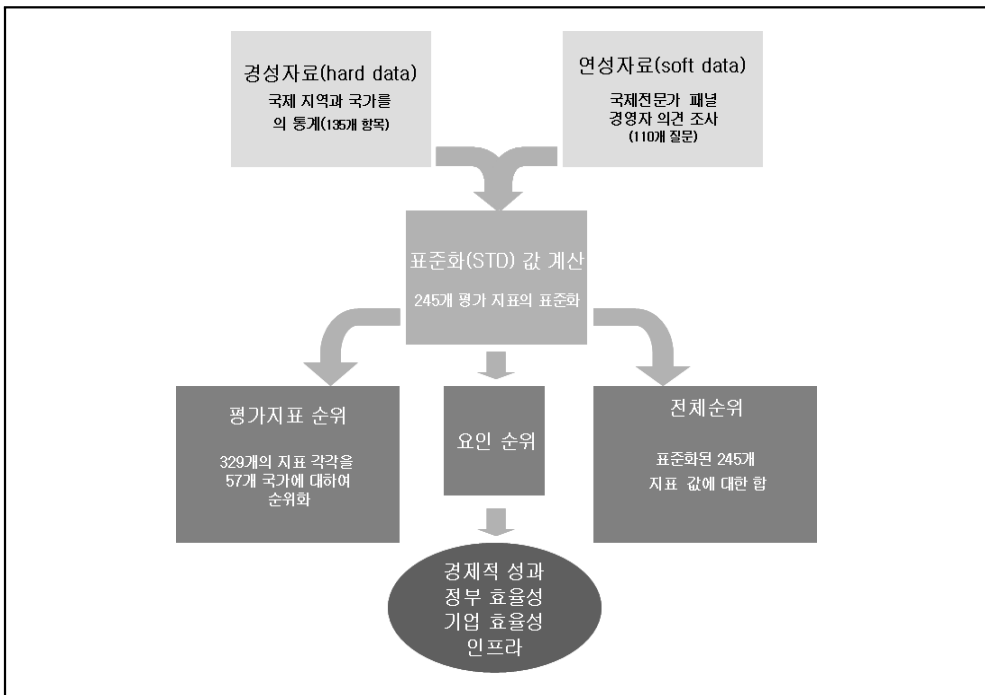 경성자료(hard data)
국제 지역과 국가를
의 통계(135개 항목)
연성자료(soft data)
국제전문가 패널
경영자 의견 조사
(110개 질문)
표준화(STD) 값 계산
245개 평가 지표의 표준화
평가지표 순위
329개의 지표 각각을
57개 국가에 대하여
순위화
요인 순위
전체순위
표준화된 245개
지표 값에 대한 합
경제적 성과
정부 효율성
기업 효율성
인프라